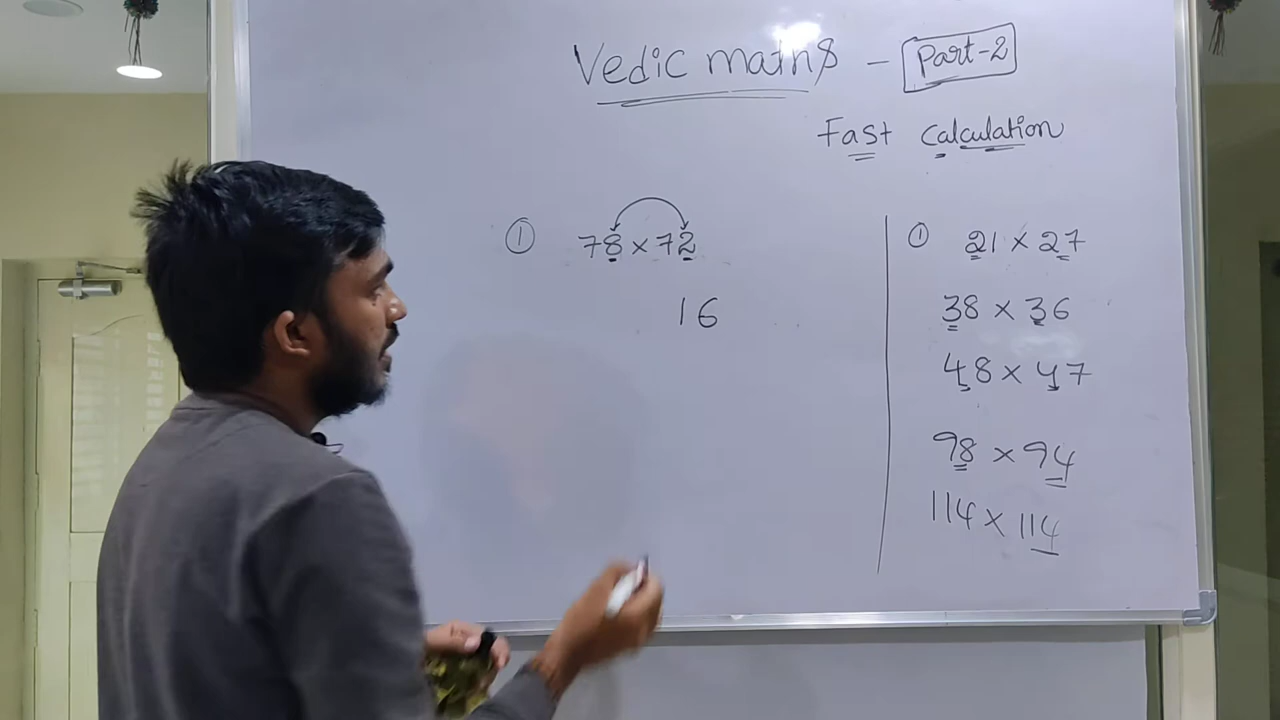 Vedic maths - Part-2
Fast calculation
① 78 × 72
16
① 21 × 27
38 × 36
48 × 47
98 × 94
114 × 114